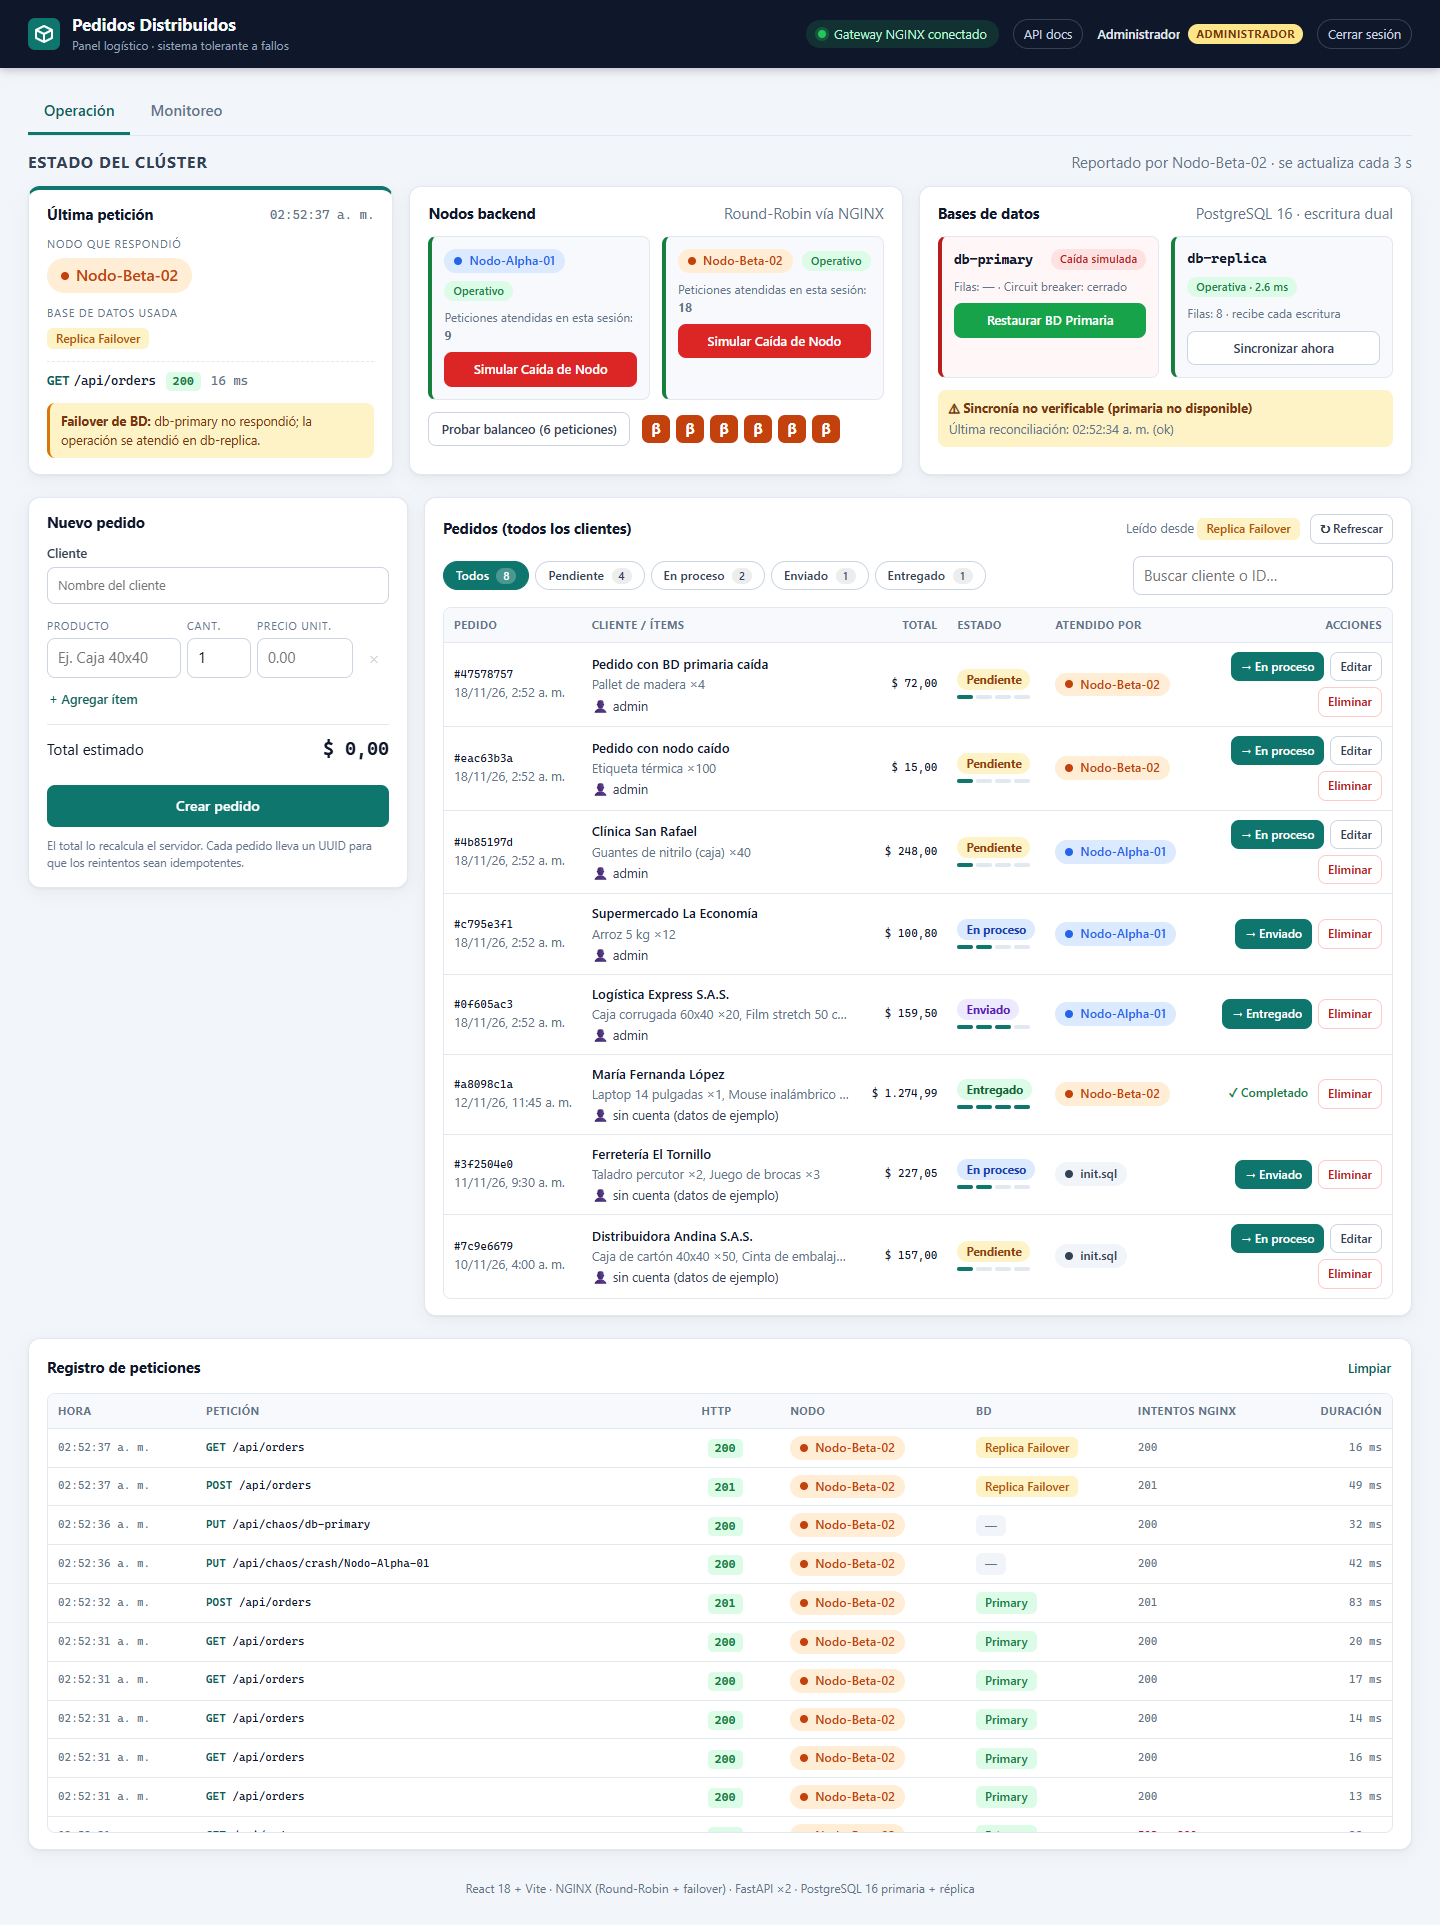 Pedidos Distribuidos
Panel logístico · sistema tolerante a fallos
Gateway NGINX conectado
API docs
Administrador
ADMINISTRADOR
Cerrar sesión
Operación
Monitoreo
ESTADO DEL CLÚSTER
Reportado por Nodo-Beta-02 · se actualiza cada 3 s
Última petición
02:52:37 a. m.
NODO QUE RESPONDIÓ
Nodo-Beta-02
BASE DE DATOS USADA
Replica Failover
GET /api/orders 200 16 ms
Failover de BD: db-primary no respondió; la
operación se atendió en db-replica.
Nodos backend
Round-Robin vía NGINX
Nodo-Alpha-01
Operativo
Peticiones atendidas en esta sesión:
9
Simular Caída de Nodo
Nodo-Beta-02
Operativo
Peticiones atendidas en esta sesión:
18
Simular Caída de Nodo
Probar balanceo (6 peticiones)
β β β β β β
Bases de datos
PostgreSQL 16 · escritura dual
db-primary
Caída simulada
Filas: — · Circuit breaker: cerrado
Restaurar BD Primaria
db-replica
Operativa · 2.6 ms
Filas: 8 · recibe cada escritura
Sincronizar ahora
⚠ Sincronía no verificable (primaria no disponible)
Última reconciliación: 02:52:34 a. m. (ok)
Nuevo pedido
Cliente
Nombre del cliente
PRODUCTO CANT. PRECIO UNIT.
Ej. Caja 40x40 1 0.00 ×
+ Agregar ítem
Total estimado $ 0,00
Crear pedido
El total lo recalcula el servidor. Cada pedido lleva un UUID para
que los reintentos sean idempotentes.
Pedidos (todos los clientes)
Leído desde Replica Failover
↻ Refrescar
Todos 8
Pendiente 4
En proceso 2
Enviado 1
Entregado 1
Buscar cliente o ID...
PEDIDO CLIENTE / ÍTEMS TOTAL ESTADO ATENDIDO POR ACCIONES
#47578757
18/11/26, 2:52 a. m.
Pedido con BD primaria caída
Pallet de madera ×4
admin
$ 72,00
Pendiente
Nodo-Beta-02
→ En proceso
Editar
Eliminar
#eac63b3a
18/11/26, 2:52 a. m.
Pedido con nodo caído
Etiqueta térmica ×100
admin
$ 15,00
Pendiente
Nodo-Beta-02
→ En proceso
Editar
Eliminar
#4b85197d
18/11/26, 2:52 a. m.
Clínica San Rafael
Guantes de nitrilo (caja) ×40
admin
$ 248,00
Pendiente
Nodo-Alpha-01
→ En proceso
Editar
Eliminar
#c795e3f1
18/11/26, 2:52 a. m.
Supermercado La Economía
Arroz 5 kg ×12
admin
$ 100,80
En proceso
Nodo-Alpha-01
→ Enviado
Eliminar
#0f605ac3
18/11/26, 2:52 a. m.
Logística Express S.A.S.
Caja corrugada 60x40 ×20, Film stretch 50 c...
admin
$ 159,50
Enviado
Nodo-Alpha-01
→ Entregado
Eliminar
#a8098c1a
12/11/26, 11:45 a. m.
María Fernanda López
Laptop 14 pulgadas ×1, Mouse inalámbrico ...
sin cuenta (datos de ejemplo)
$ 1.274,99
Entregado
Nodo-Beta-02
✓ Completado
Eliminar
#3f2504e0
11/11/26, 9:30 a. m.
Ferretería El Tornillo
Taladro percutor ×2, Juego de brocas ×3
sin cuenta (datos de ejemplo)
$ 227,05
En proceso
init.sql
→ Enviado
Eliminar
#7c9e6679
10/11/26, 4:00 a. m.
Distribuidora Andina S.A.S.
Caja de cartón 40x40 ×50, Cinta de embalaj...
sin cuenta (datos de ejemplo)
$ 157,00
Pendiente
init.sql
→ En proceso
Editar
Eliminar
Registro de peticiones
Limpiar
HORA PETICIÓN HTTP NODO BD INTENTOS NGINX DURACIÓN
02:52:37 a. m. GET /api/orders 200 Nodo-Beta-02 Replica Failover 200 16 ms
02:52:37 a. m. POST /api/orders 201 Nodo-Beta-02 Replica Failover 201 49 ms
02:52:36 a. m. PUT /api/chaos/db-primary 200 Nodo-Beta-02 — 200 32 ms
02:52:36 a. m. PUT /api/chaos/crash/Nodo-Alpha-01 200 Nodo-Beta-02 — 200 42 ms
02:52:32 a. m. POST /api/orders 201 Nodo-Beta-02 Primary 201 83 ms
02:52:31 a. m. GET /api/orders 200 Nodo-Beta-02 Primary 200 20 ms
02:52:31 a. m. GET /api/orders 200 Nodo-Beta-02 Primary 200 17 ms
02:52:31 a. m. GET /api/orders 200 Nodo-Beta-02 Primary 200 14 ms
02:52:31 a. m. GET /api/orders 200 Nodo-Beta-02 Primary 200 16 ms
02:52:31 a. m. GET /api/orders 200 Nodo-Beta-02 Primary 200 13 ms
React 18 + Vite · NGINX (Round-Robin + failover) · FastAPI ×2 · PostgreSQL 16 primaria + réplica